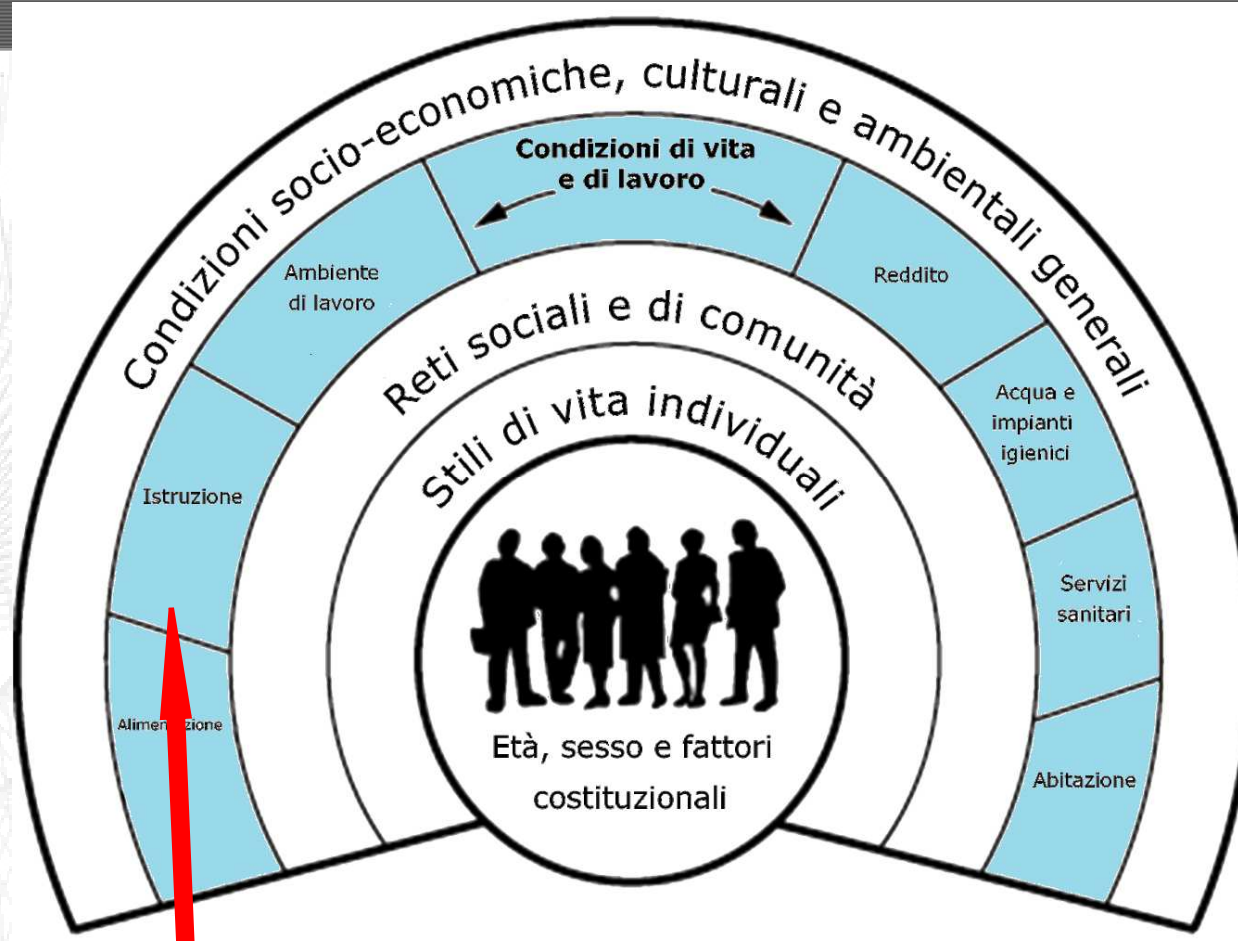 Condizioni socio-economiche, culturali e ambientali generali
Condizioni di vita
e di lavoro
Ambiente
di lavoro
Reddito
Reti sociali e di comunità
Acqua e
impianti
igienici
Stili di vita individuali
Istruzione
Servizi
sanitari
Alimentazione
Età, sesso e fattori
costituzionali
Abitazione